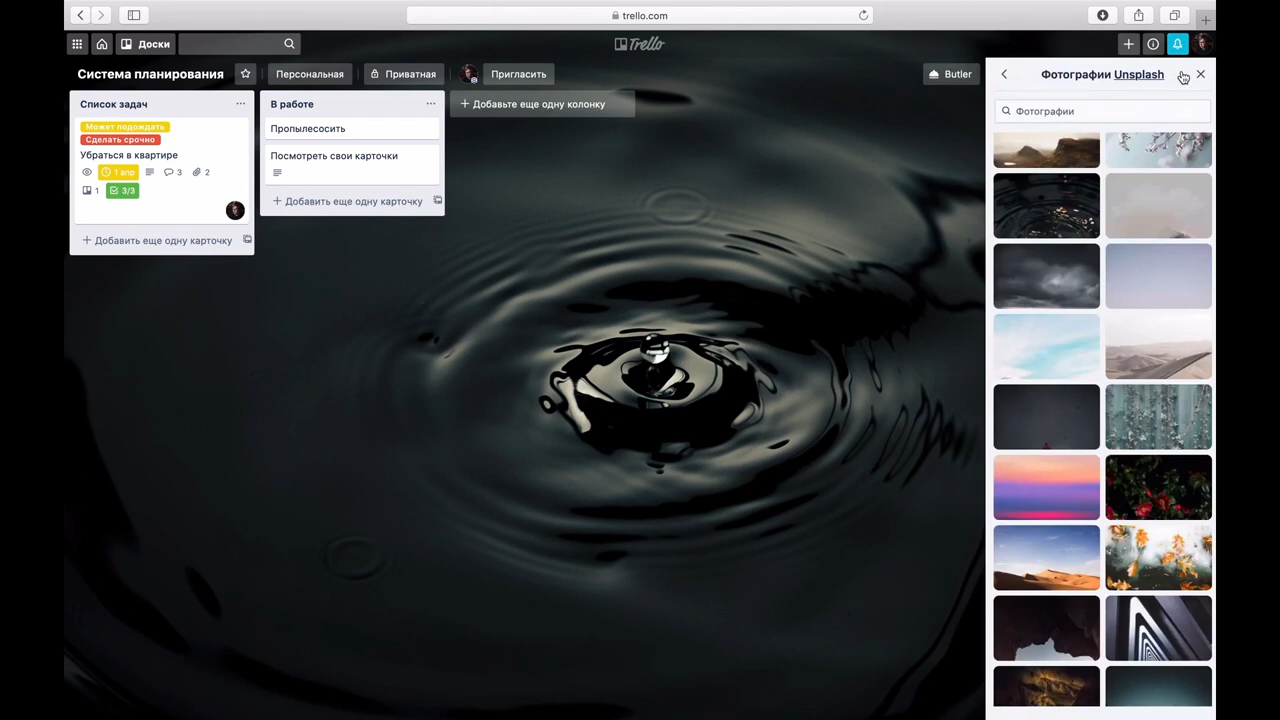 trello.com
Доски
Trello
Система планирования
Персональная
Приватная
Пригласить
Butler
Список задач
Может подождать
Сделать срочно
Убраться в квартире
1 апр
3
2
1
3/3
+ Добавить еще одну карточку
В работе
Пропылесосить
Посмотреть свои карточки
+ Добавить еще одну карточку
+ Добавьте еще одну колонку
Фотографии Unsplash
Фотографии